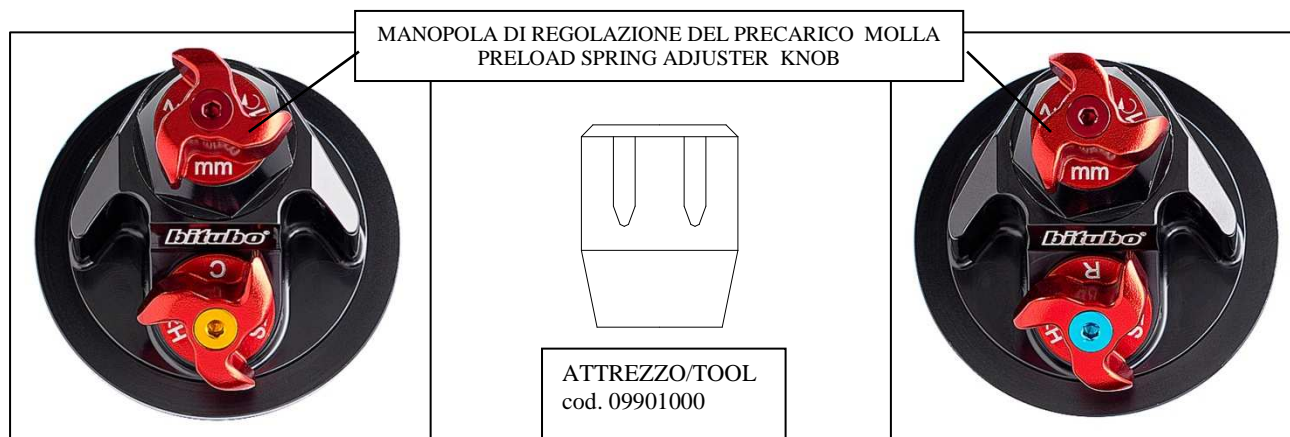 MANOPOLA DI REGOLAZIONE DEL PRECARICO MOLLA
PRELOAD SPRING ADJUSTER KNOB
mm
bitubo®
C
H
S
ATTREZZO/TOOL
cod. 09901000
mm
bitubo®
R
H
S